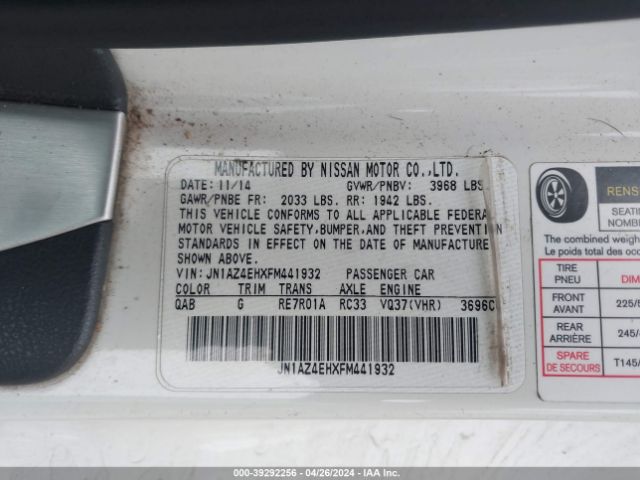 MANUFACTURED BY NISSAN MOTOR CO.,LTD.
DATE: 11/14 GVWR/PNBV: 3968 LBS
GAWR/PNBE FR: 2033 LBS. RR: 1942 LBS.
THIS VEHICLE CONFORMS TO ALL APPLICABLE FEDERA
MOTOR VEHICLE SAFETY,BUMPER,AND THEFT PREVENTION
STANDARDS IN EFFECT ON THE DATE OF MANUFACTURE
SHOWN ABOVE.
VIN: JN1AZ4EHXFM441932 PASSENGER CAR
COLOR TRIM TRANS AXLE ENGINE
QAB G RE7R01A RC33 VQ37(VHR) 3696C
JN1AZ4EHXFM441932
RENS
SEATI
NOMBR
The combined weigh
Le poids total des
TIRE
PNEU
DIM
FRONT
AVANT
225/5
REAR
ARRIÈRE
245/
SPARE
DE SECOURS
T145/
000-39292256 - 04/26/2024 - IAA Inc.